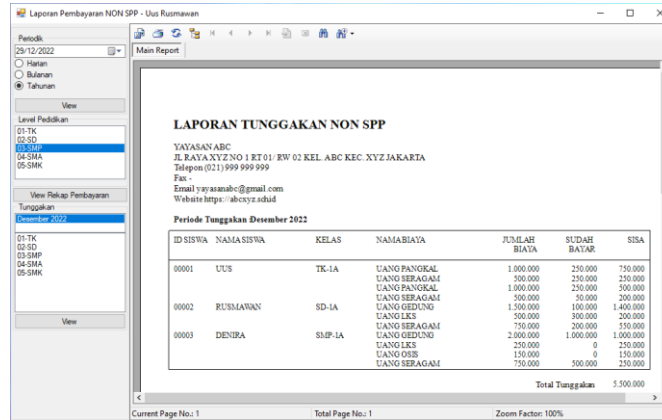 Laporan Pembayaran NON SPP - Uus Rusmawan
Periodik
29/12/2022
Harian
Bulanan
Tahunan
View
Level Pedidikan
01-TK
02-SD
03-SMP
04-SMA
05-SMK
View Rekap Pembayaran
Tunggakan
Desember 2022
01-TK
02-SD
03-SMP
04-SMA
05-SMK
View
Main Report
LAPORAN TUNGGAKAN NON SPP
YAYASAN ABC
JL RAYA XYZ NO 1 RT 01/ RW 02 KEL. ABC KEC. XYZ JAKARTA
Telepon (021) 999 999 999
Fax -
Email yayasanabc@gmail.com
Website https://abcxyz.schid
Periode Tunggakan Desember 2022
ID SISWA NAMA SISWA KELAS NAMA BIAYA JUMLAH BIAYA SUDAH BAYAR SISA
00001 UUS TK-1A UANG PANGKAL 1.000.000 250.000 750.000
UANG SERAGAM 500.000 250.000 250.000
UANG PANGKAL 1.000.000 250.000 500.000
UANG SERAGAM 500.000 50.000 200.000
00002 RUSMAWAN SD-1A UANG GEDUNG 1.500.000 100.000 1.400.000
UANG LKS 500.000 300.000 200.000
UANG SERAGAM 750.000 200.000 550.000
00003 DENIRA SMP-1A UANG GEDUNG 2.000.000 1.000.000 1.000.000
UANG LKS 250.000 0 250.000
UANG OSIS 150.000 0 150.000
UANG SERAGAM 750.000 500.000 250.000
Total Tunggakan 5.500.000
Current Page No.: 1 Total Page No.: 1 Zoom Factor: 100%